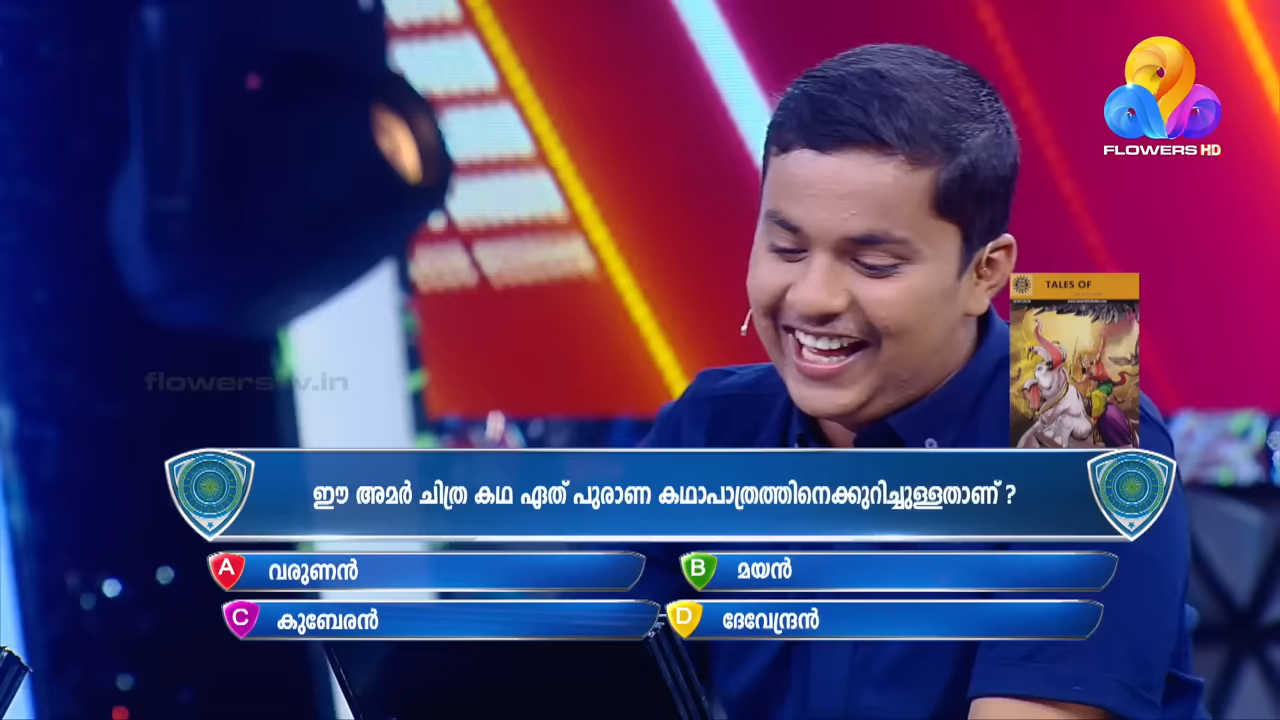 FLOWERS HD
TALES OF
flowerstv.in
ഈ അമർ ചിത്ര കഥ ഏത് പുരാണ കഥാപാത്രത്തിനെക്കുറിച്ചുള്ളതാണ് ?
A വരുണൻ
B മയൻ
C കുബേരൻ
D ദേവേന്ദ്രൻ